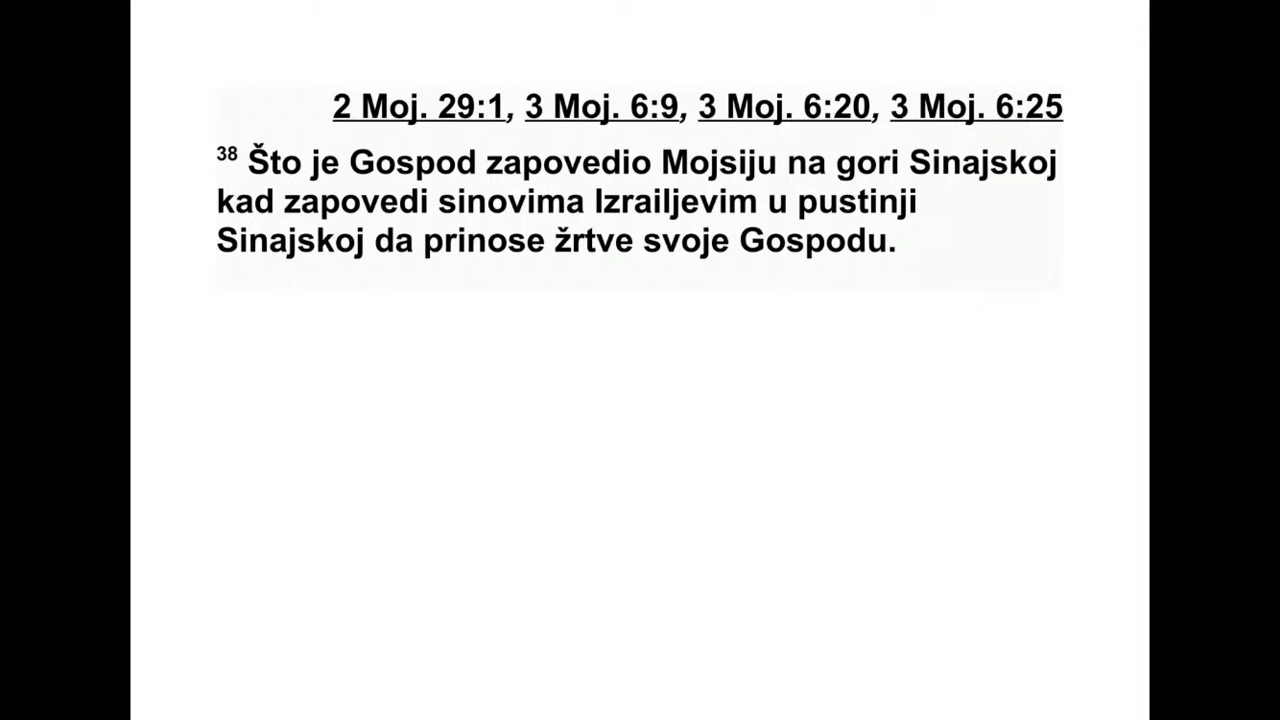 2 Moj. 29:1, 3 Moj. 6:9, 3 Moj. 6:20, 3 Moj. 6:25
38 Što je Gospod zapovedio Mojsiju na gori Sinajskoj
kad zapovedi sinovima Izrailjevim u pustinji
Sinajskoj da prinose žrtve svoje Gospodu.